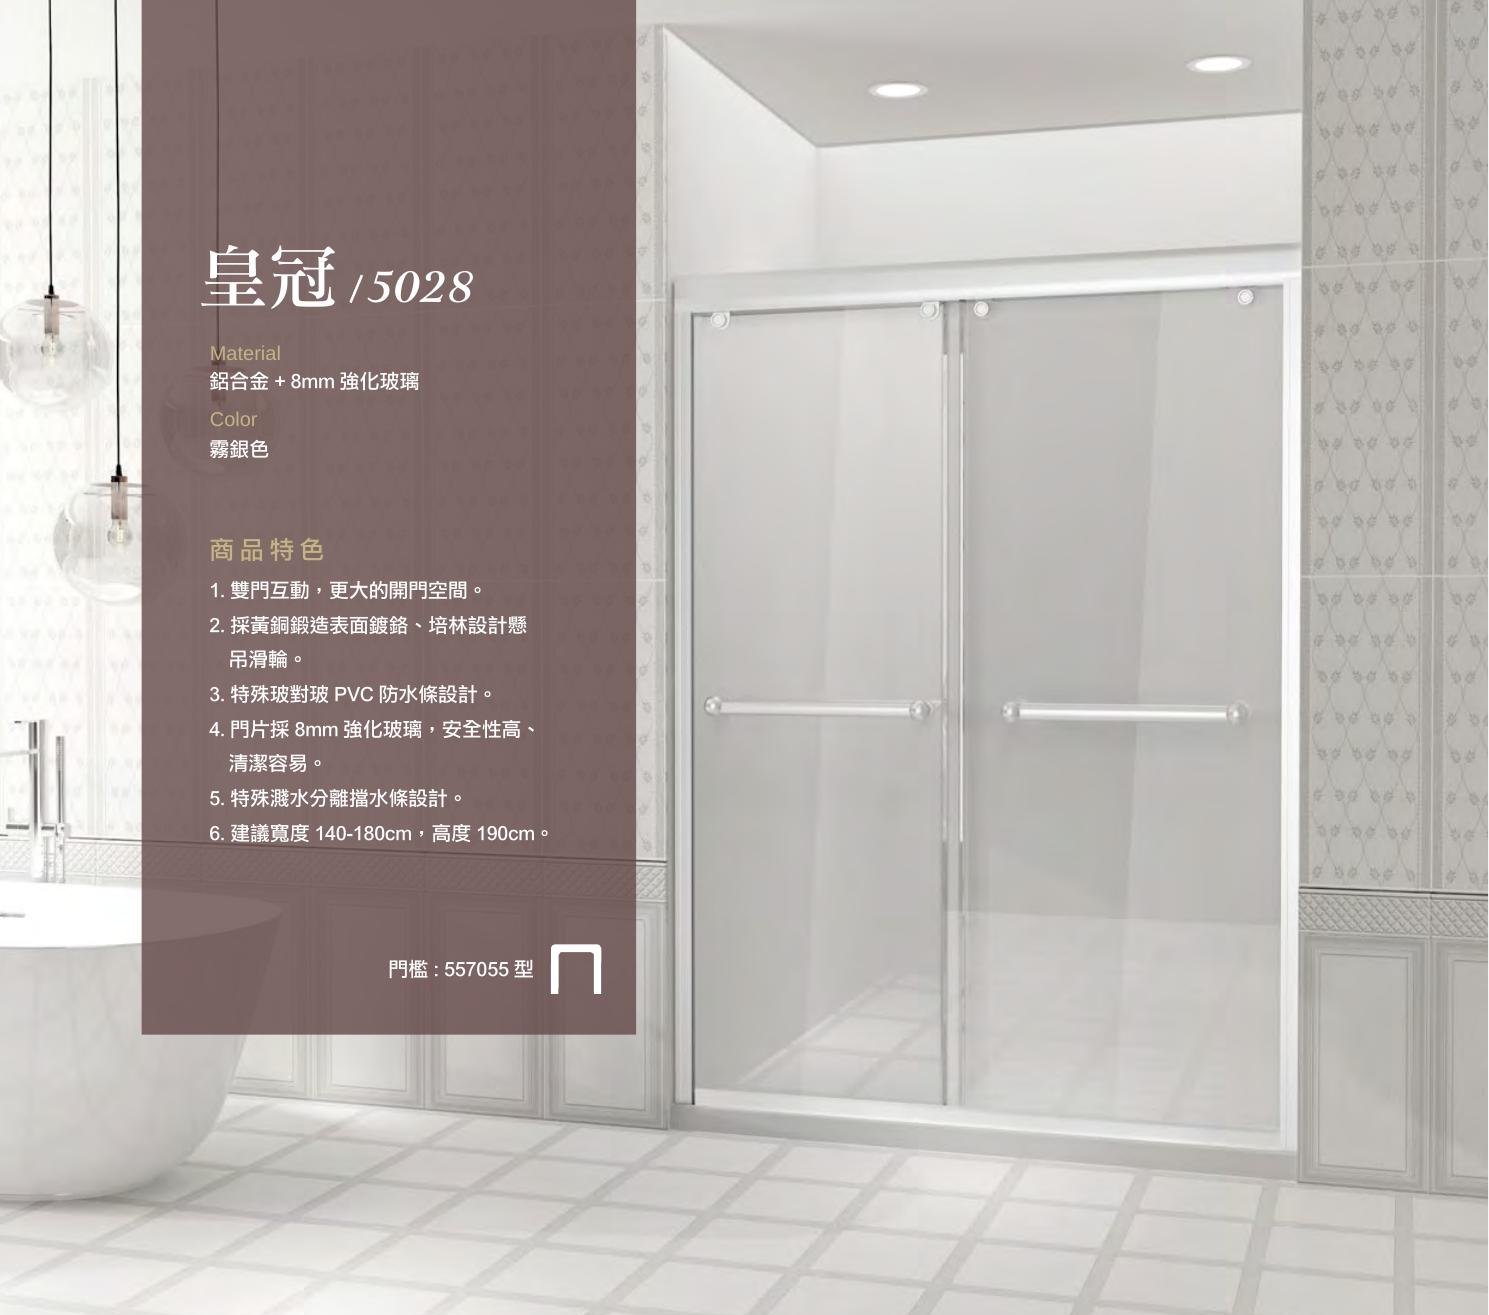 皇冠 /5028
Material
鋁合金 + 8mm 強化玻璃
Color
霧銀色
商品特色
1. 雙門互動，更大的開門空間。
2. 採黃銅鍛造表面鍍鉻、培林設計懸
吊滑輪。
3. 特殊玻對玻 PVC 防水條設計。
4. 門片採 8mm 強化玻璃，安全性高、
清潔容易。
5. 特殊濺水分離擋水條設計。
6. 建議寬度 140-180cm，高度 190cm。
門檻 : 557055 型